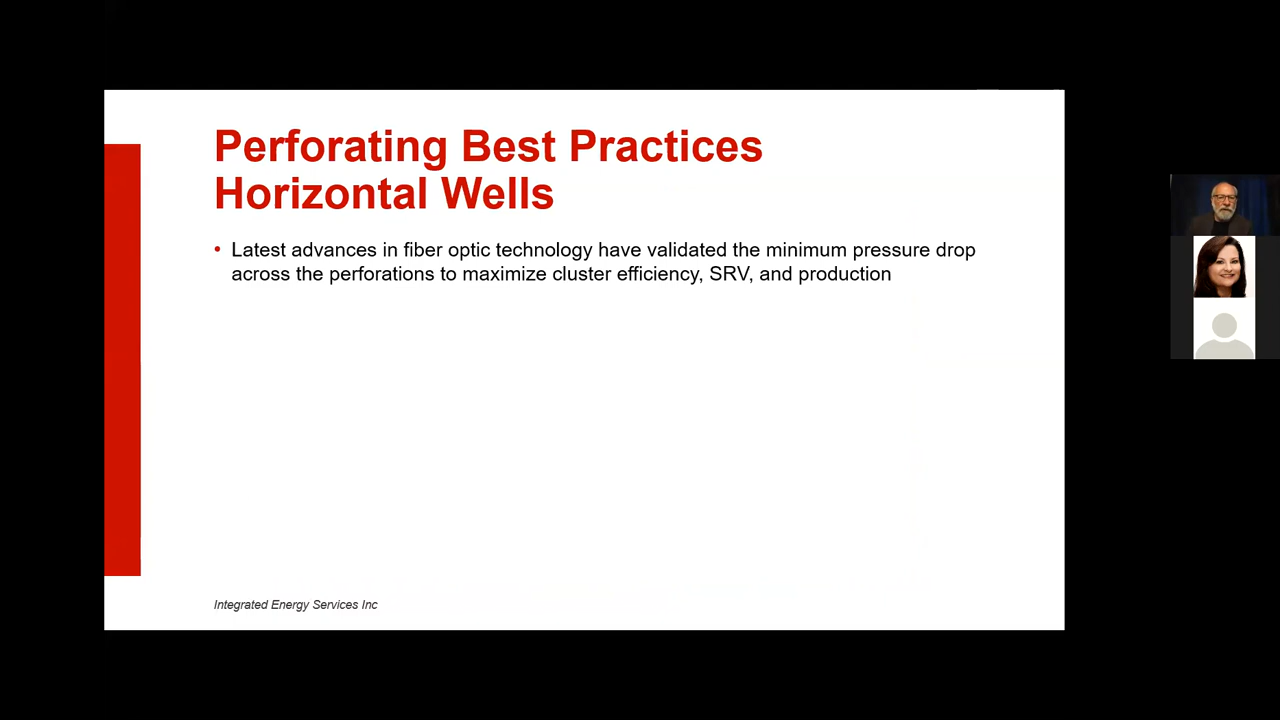 Perforating Best Practices
Horizontal Wells
• Latest advances in fiber optic technology have validated the minimum pressure drop
across the perforations to maximize cluster efficiency, SRV, and production
Integrated Energy Services Inc